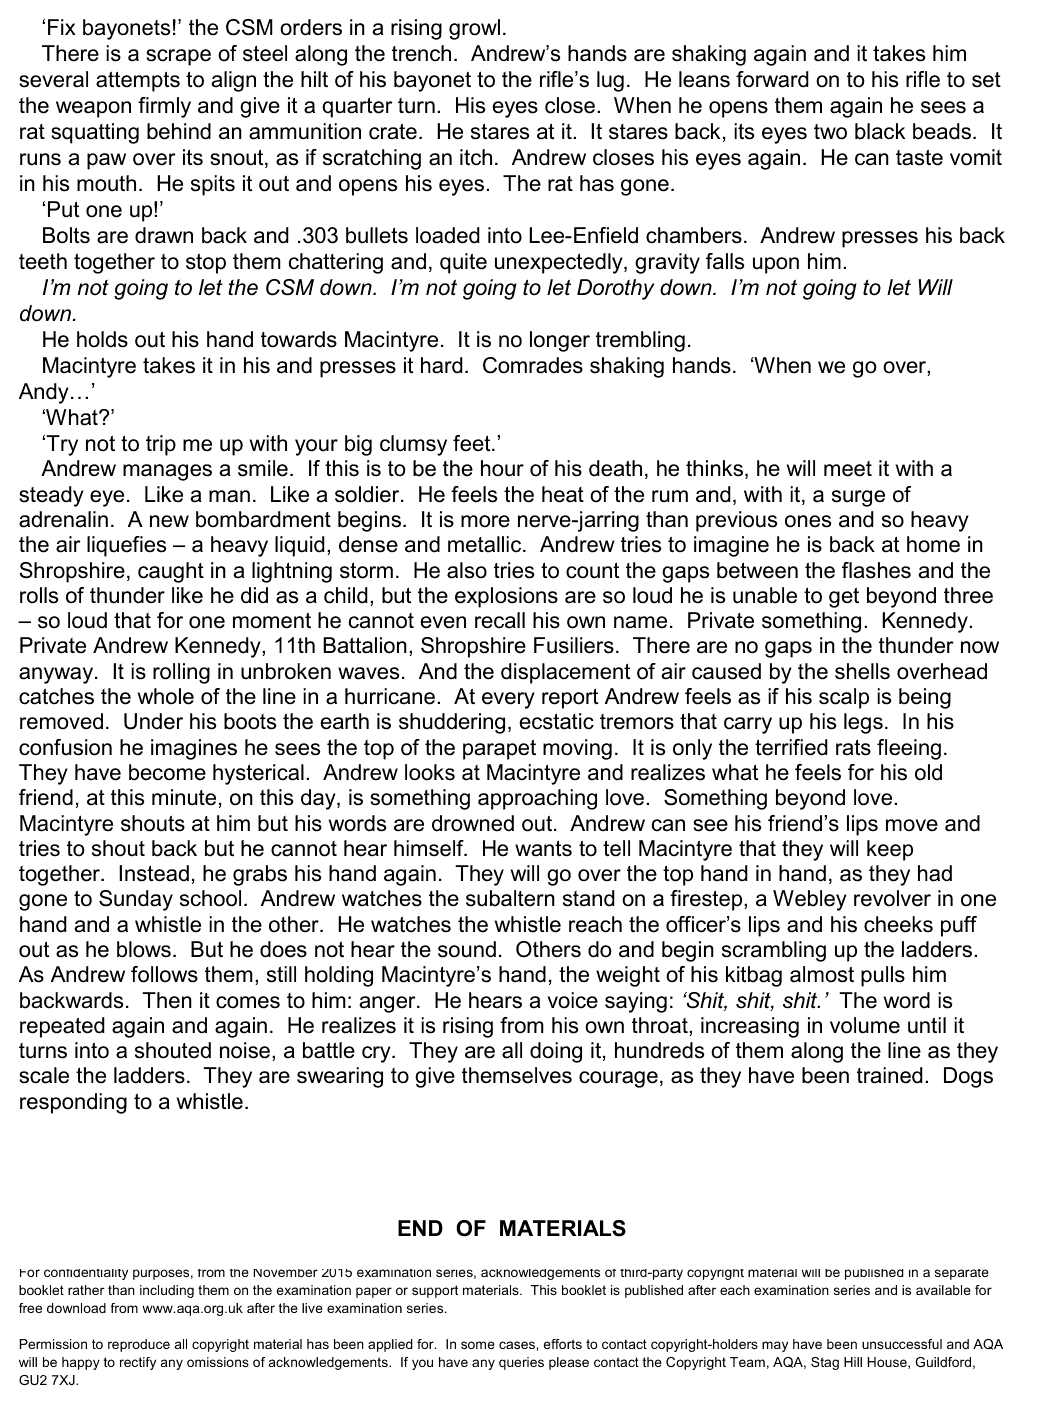 ‘Fix bayonets!’ the CSM orders in a rising growl.
There is a scrape of steel along the trench.  Andrew’s hands are shaking again and it takes him
several attempts to align the hilt of his bayonet to the rifle’s lug.  He leans forward on to his rifle to set
the weapon firmly and give it a quarter turn.  His eyes close.  When he opens them again he sees a
rat squatting behind an ammunition crate.  He stares at it.  It stares back, its eyes two black beads.  It
runs a paw over its snout, as if scratching an itch.  Andrew closes his eyes again.  He can taste vomit
in his mouth.  He spits it out and opens his eyes.  The rat has gone.
‘Put one up!’
Bolts are drawn back and .303 bullets loaded into Lee-Enfield chambers.  Andrew presses his back
teeth together to stop them chattering and, quite unexpectedly, gravity falls upon him.
I’m not going to let the CSM down.  I’m not going to let Dorothy down.  I’m not going to let Will
down.
He holds out his hand towards Macintyre.  It is no longer trembling.
Macintyre takes it in his and presses it hard.  Comrades shaking hands.  ‘When we go over,
Andy…’
‘What?’
‘Try not to trip me up with your big clumsy feet.’
Andrew manages a smile.  If this is to be the hour of his death, he thinks, he will meet it with a
steady eye.  Like a man.  Like a soldier.  He feels the heat of the rum and, with it, a surge of
adrenalin.  A new bombardment begins.  It is more nerve-jarring than previous ones and so heavy
the air liquefies – a heavy liquid, dense and metallic.  Andrew tries to imagine he is back at home in
Shropshire, caught in a lightning storm.  He also tries to count the gaps between the flashes and the
rolls of thunder like he did as a child, but the explosions are so loud he is unable to get beyond three
– so loud that for one moment he cannot even recall his own name.  Private something.  Kennedy.
Private Andrew Kennedy, 11th Battalion, Shropshire Fusiliers.  There are no gaps in the thunder now
anyway.  It is rolling in unbroken waves.  And the displacement of air caused by the shells overhead
catches the whole of the line in a hurricane.  At every report Andrew feels as if his scalp is being
removed.  Under his boots the earth is shuddering, ecstatic tremors that carry up his legs.  In his
confusion he imagines he sees the top of the parapet moving.  It is only the terrified rats fleeing.
They have become hysterical.  Andrew looks at Macintyre and realizes what he feels for his old
friend, at this minute, on this day, is something approaching love.  Something beyond love.
Macintyre shouts at him but his words are drowned out.  Andrew can see his friend’s lips move and
tries to shout back but he cannot hear himself.  He wants to tell Macintyre that they will keep
together.  Instead, he grabs his hand again.  They will go over the top hand in hand, as they had
gone to Sunday school.  Andrew watches the subaltern stand on a firestep, a Webley revolver in one
hand and a whistle in the other.  He watches the whistle reach the officer’s lips and his cheeks puff
out as he blows.  But he does not hear the sound.  Others do and begin scrambling up the ladders.
As Andrew follows them, still holding Macintyre’s hand, the weight of his kitbag almost pulls him
backwards.  Then it comes to him: anger.  He hears a voice saying: ‘Shit, shit, shit.’ The word is
repeated again and again.  He realizes it is rising from his own throat, increasing in volume until it
turns into a shouted noise, a battle cry.  They are all doing it, hundreds of them along the line as they
scale the ladders.  They are swearing to give themselves courage, as they have been trained.  Dogs
responding to a whistle.
END OF MATERIALS
For confidentiality purposes, from the November 2015 examination series, acknowledgements of third-party copyright material will be published in a separate
booklet rather than including them on the examination paper or support materials.  This booklet is published after each examination series and is available for
free download from www.aqa.org.uk after the live examination series.
Permission to reproduce all copyright material has been applied for.  In some cases, efforts to contact copyright-holders may have been unsuccessful and AQA
will be happy to rectify any omissions of acknowledgements.  If you have any queries please contact the Copyright Team, AQA, Stag Hill House, Guildford,
GU2 7XJ.